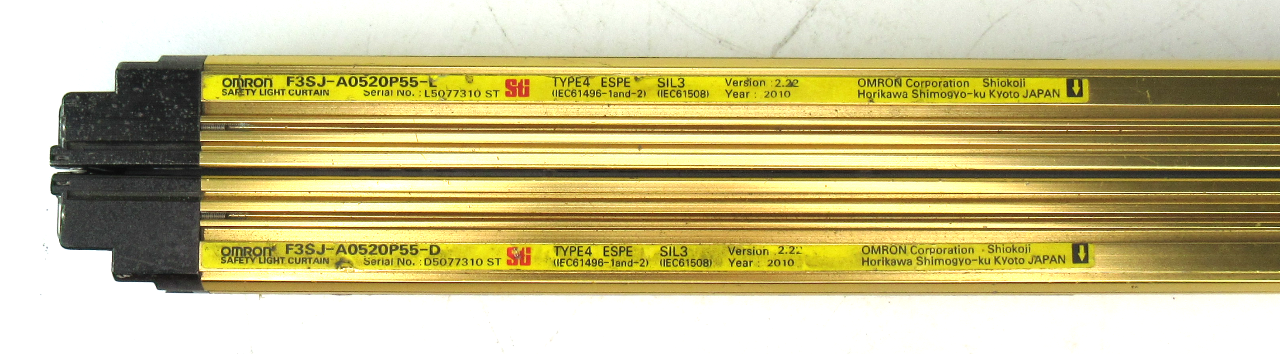 OMRON F3SJ-A0520P55-L
SAFETY LIGHT CURTAIN Serial No. : L5077310 ST
Sti
TYPE4 ESPE SIL3
(IEC61496-1and-2) (IEC61508)
Version : 2.22
Year : 2010
OMRON Corporation Shiokoji
Horikawa Shimogyo-ku Kyoto JAPAN
OMRON F3SJ-A0520P55-D
SAFETY LIGHT CURTAIN Serial No. : D5077310 ST
Sti
TYPE4 ESPE SIL3
(IEC61496-1and-2) (IEC61508)
Version : 2.22
Year : 2010
OMRON Corporation Shiokoji
Horikawa Shimogyo-ku Kyoto JAPAN